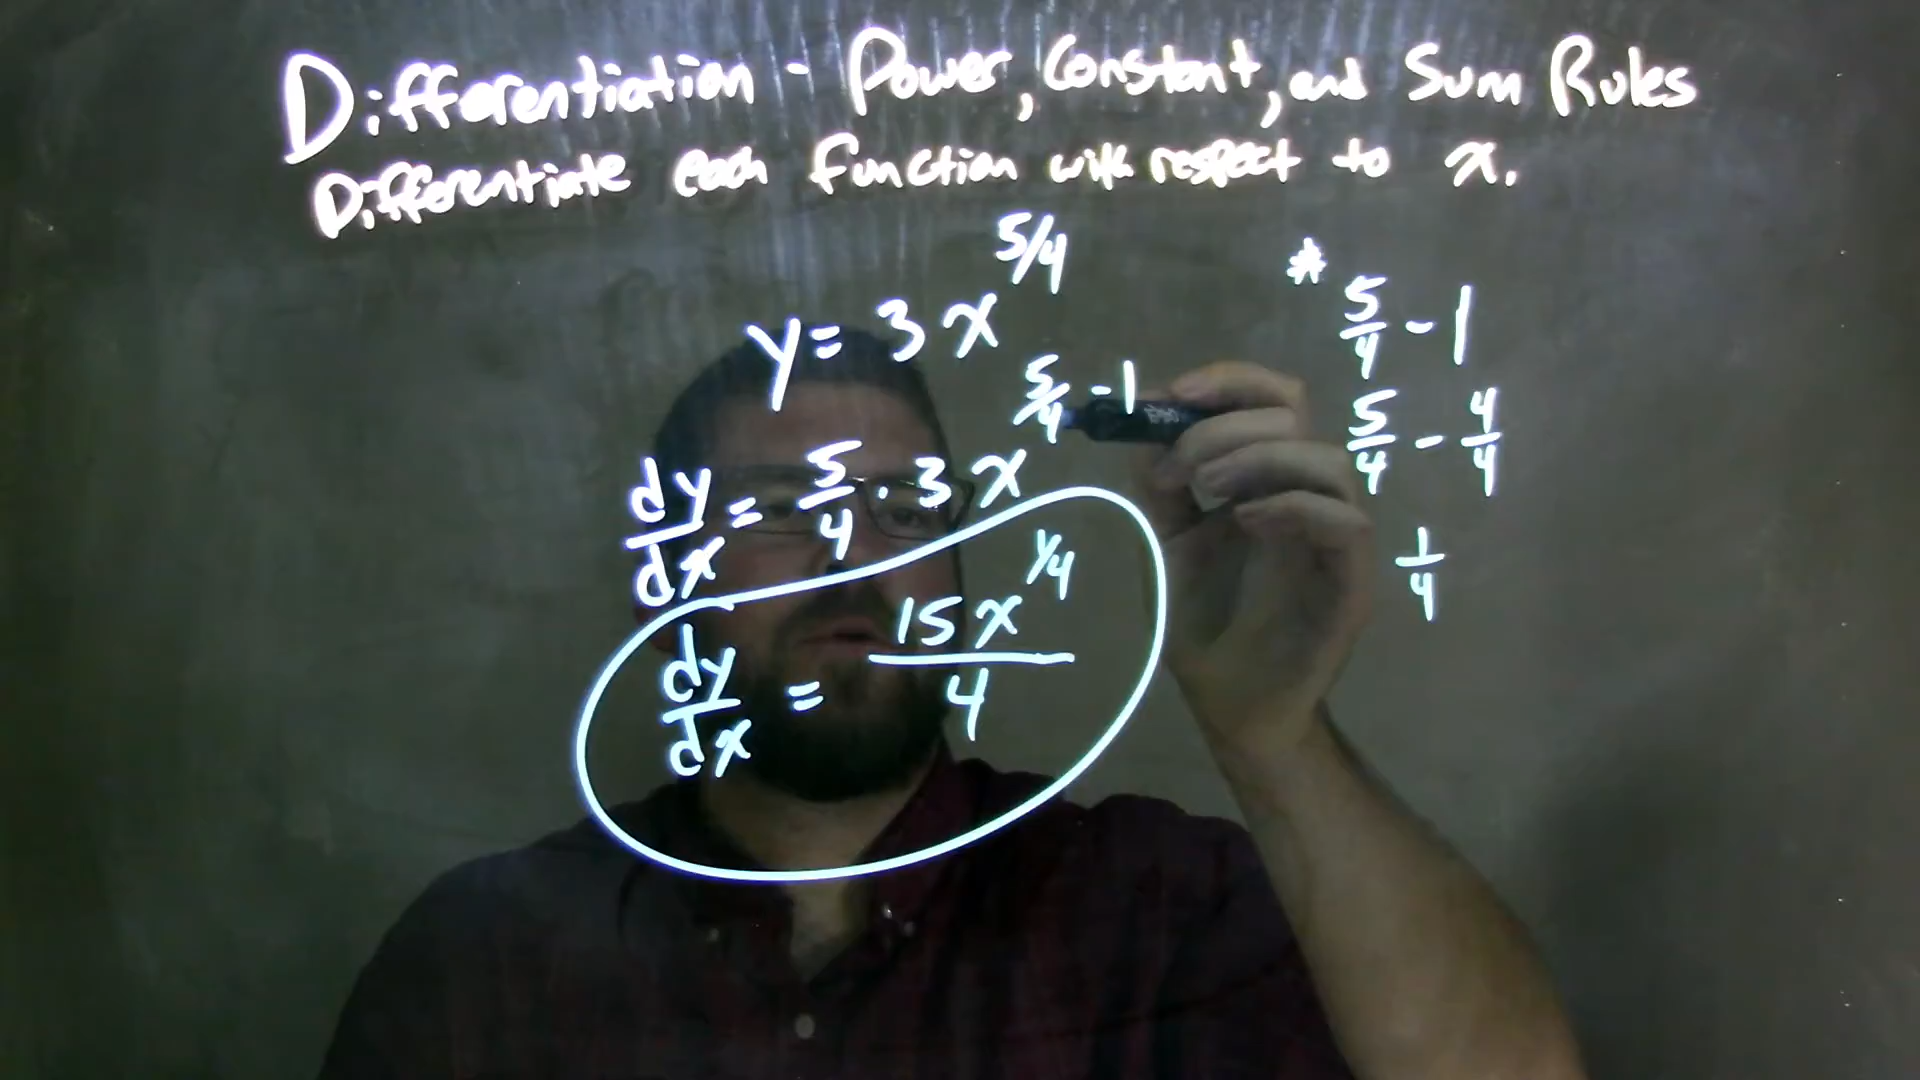 Differentiation - Power, Constant, and Sum Rules
Differentiate each function with respect to x.
y = 3x^5/4
dy/dx = 5/4 · 3x^5/4 - 1
dy/dx = 15x^1/4 / 4
* 5/4 - 1
5/4 - 4/4
1/4